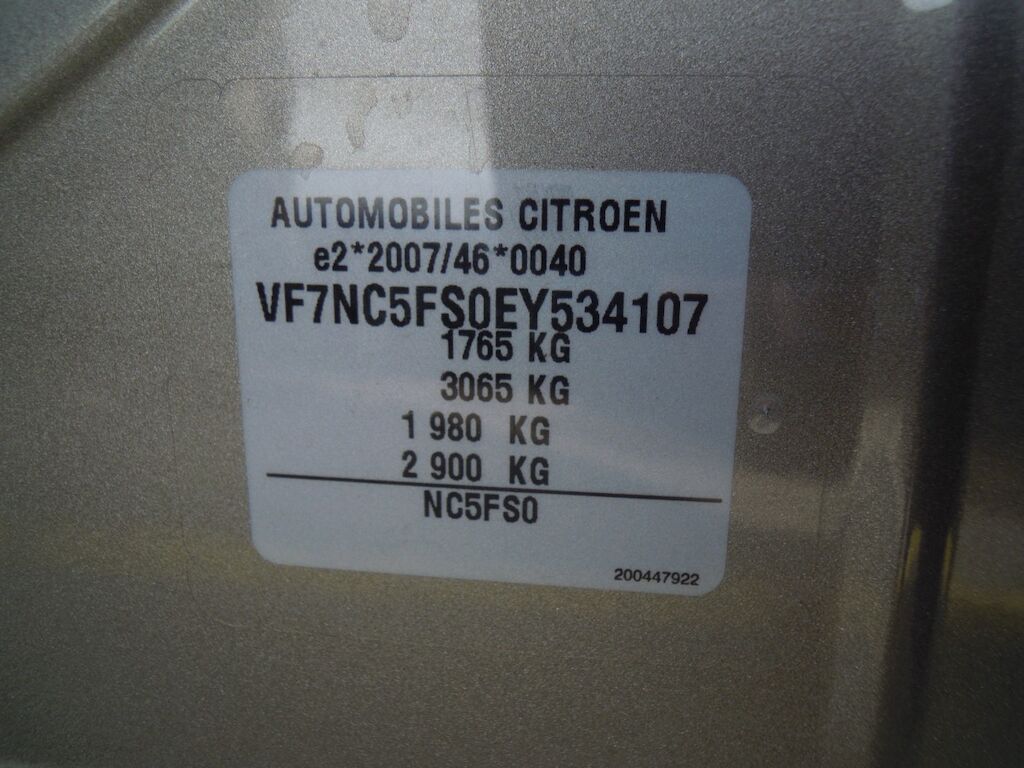 AUTOMOBILES CITROEN
e2*2007/46*0040
VF7NC5FS0EY534107
1765 KG
3065 KG
1 980 KG
2 900 KG
NC5FS0
200447922